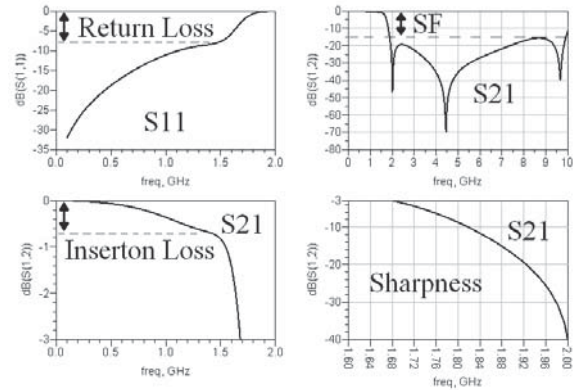 0
-5
-10
-15
-20
-25
-30
-35
dB(S(1,1))
Return Loss
S11
0.0 0.5 1.0 1.5 2.0
freq, GHz
0
-10
-20
-30
-40
-50
-60
-70
-80
dB(S(1,2))
SF
S21
0 1 2 3 4 5 6 7 8 9 10
freq, GHz
0
-1
-2
-3
dB(S(1,2))
S21
Inserton Loss
0.0 0.5 1.0 1.5 2.0
freq, GHz
-3
-10
-20
-30
-40
dB(S(1,2))
S21
Sharpness
1.60 1.64 1.68 1.72 1.76 1.80 1.84 1.88 1.92 1.96 2.00
freq, GHz